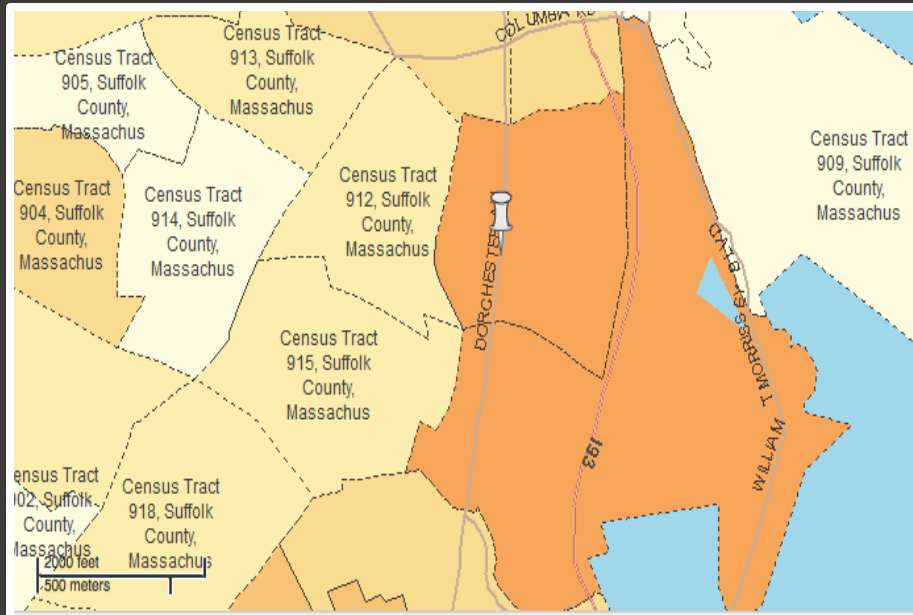 COLUMBIA RD
Census Tract
913, Suffolk
County,
Massachus
Census Tract
905, Suffolk
County,
Massachus
Census Tract
909, Suffolk
County,
Massachus
Census Tract
912, Suffolk
County,
Massachus
Census Tract
904, Suffolk
County,
Massachus
Census Tract
914, Suffolk
County,
Massachus
DORCHESTER
WILLIAM T MORRISSEY BLVD
Census Tract
915, Suffolk
County,
Massachus
I93
ensus Tract
02, Suffolk
County,
Massachus
Census Tract
918, Suffolk
County,
Massachus
2000 feet
500 meters